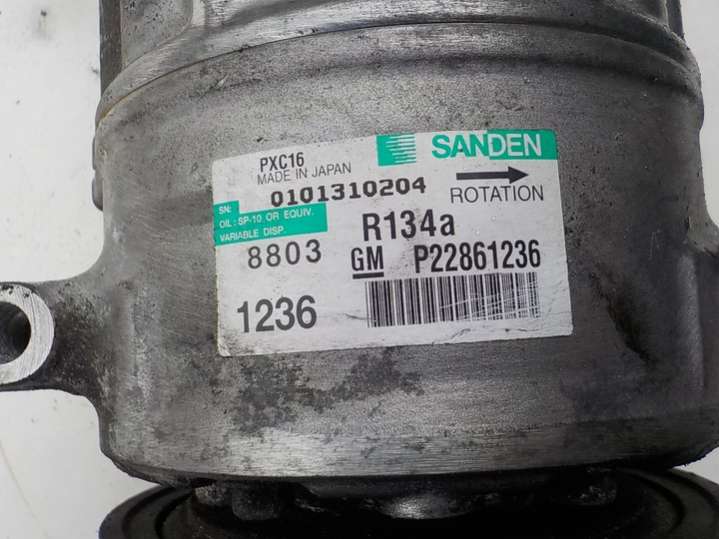 PXC16
MADE IN JAPAN
SANDEN
SN:
0101310204
ROTATION
OIL: SP-10 OR EQUIV.
VARIABLE DISP.
R134a
8803
GM P22861236
1236